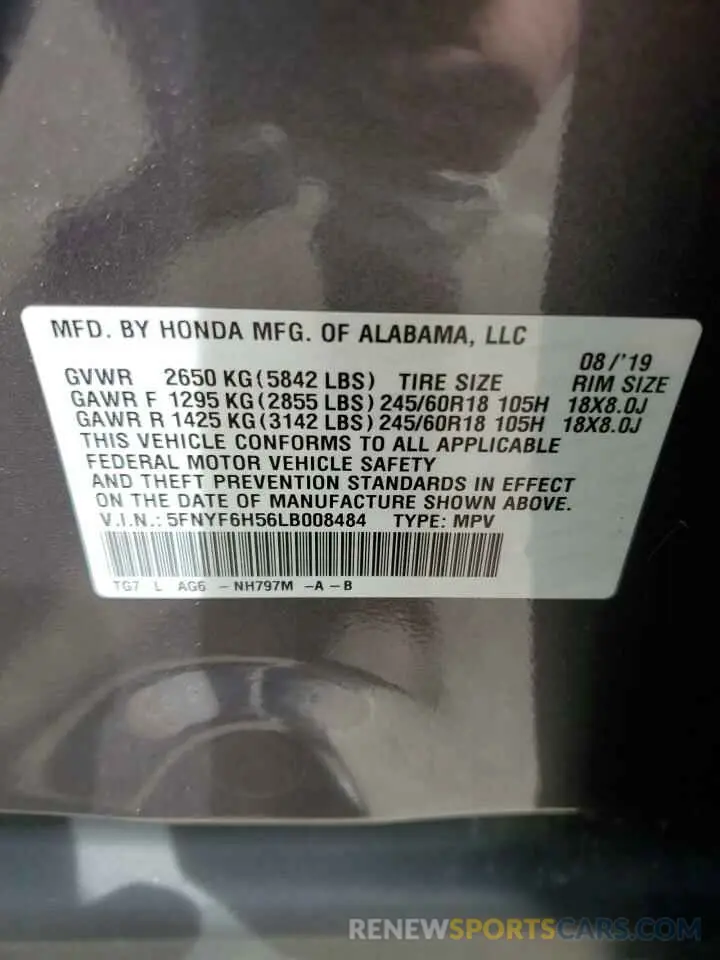 MFD. BY HONDA MFG. OF ALABAMA, LLC
08/'19
GVWR 2650 KG (5842 LBS) TIRE SIZE RIM SIZE
GAWR F 1295 KG (2855 LBS) 245/60R18 105H 18X8.0J
GAWR R 1425 KG (3142 LBS) 245/60R18 105H 18X8.0J
THIS VEHICLE CONFORMS TO ALL APPLICABLE
FEDERAL MOTOR VEHICLE SAFETY
AND THEFT PREVENTION STANDARDS IN EFFECT
ON THE DATE OF MANUFACTURE SHOWN ABOVE.
V.I.N.: 5FNYF6H56LB008484 TYPE: MPV
TG7 L AG6 - NH797M - A - B
RENEWSPORTSCARS.COM